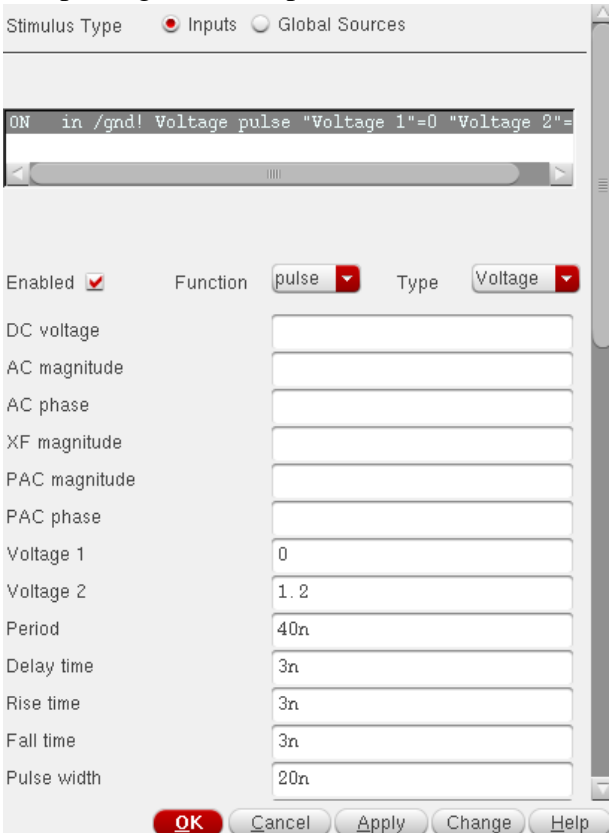 Stimulus Type Inputs Global Sources
ON in /gnd! Voltage pulse "Voltage 1"=0 "Voltage 2"=
Enabled Function pulse Type Voltage
DC voltage
AC magnitude
AC phase
XF magnitude
PAC magnitude
PAC phase
Voltage 1 0
Voltage 2 1.2
Period 40n
Delay time 3n
Rise time 3n
Fall time 3n
Pulse width 20n
OK Cancel Apply Change Help